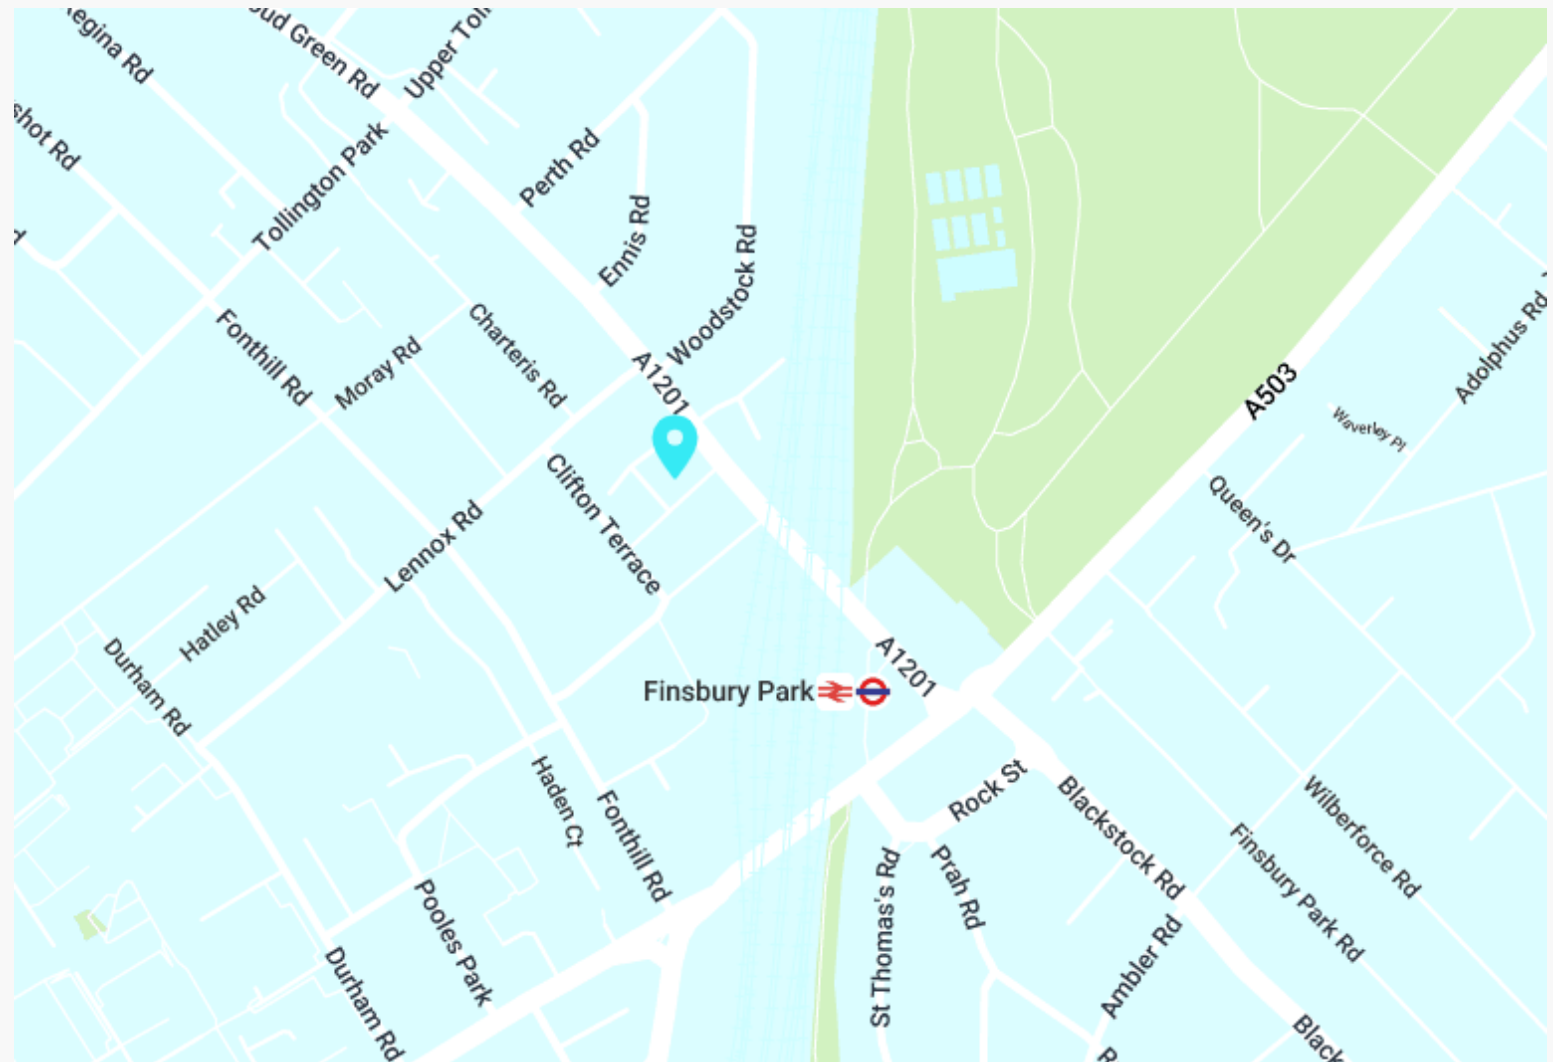 Regina Rd
oud Green Rd
Upper Toll
shot Rd
Tollington Park
Perth Rd
Ennis Rd
Woodstock Rd
Fonthill Rd
Moray Rd
Charteris Rd
A1201
A503
Adolphus Rd
Waverley Pl
Queen's Dr
Clifton Terrace
Lennox Rd
Hatley Rd
Durham Rd
Finsbury Park
A1201
Haden Ct
Fonthill Rd
Rock St
Blackstock Rd
Wilberforce Rd
Finsbury Park Rd
Prah Rd
St Thomas's Rd
Pooles Park
Ambler Rd
Durham Rd
Black